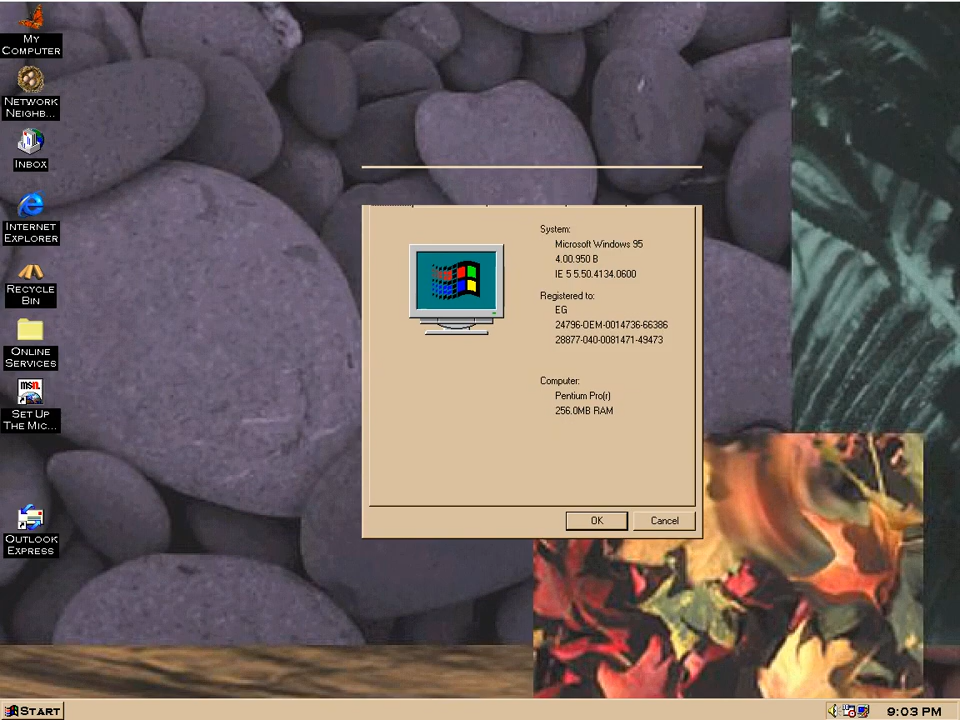 My
Computer
Network
Neighb...
Inbox
Internet
Explorer
Recycle
Bin
Online
Services
msn
Set Up
The Mic...
Outlook
Express
System:
Microsoft Windows 95
4.00.950 B
IE 5 5.50.4134.0600
Registered to:
EG
24796-OEM-0014736-66386
28877-040-0081471-49473
Computer:
Pentium Pro(r)
256.0MB RAM
OK
Cancel
Start
9:03 PM